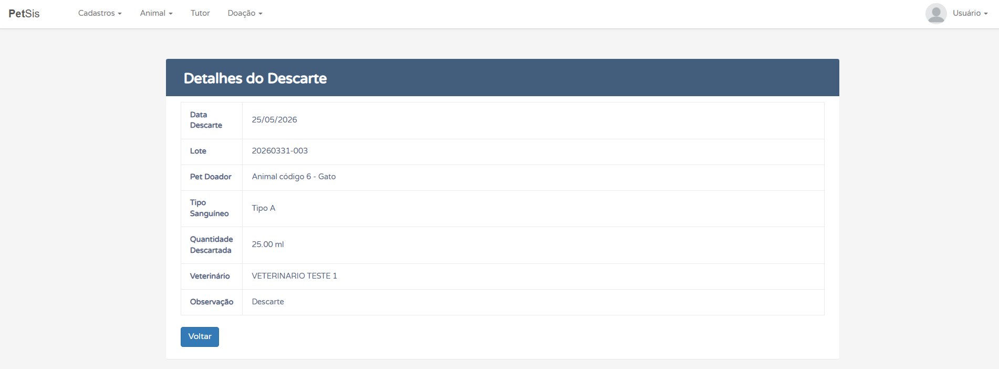 PetSis
Cadastros
Animal
Tutor
Doação
Usuário
Detalhes do Descarte
Data
Descarte
25/05/2026
Lote
20260331-003
Pet Doador
Animal código 6 - Gato
Tipo
Sanguíneo
Tipo A
Quantidade
Descartada
25.00 ml
Veterinário
VETERINARIO TESTE 1
Observação
Descarte
Voltar